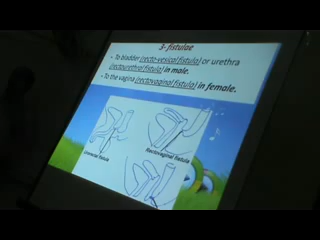 3- fistulae
- To bladder (recto-vesical fistula) or urethra
(rectourethral fistula) in male.
- To the vagina (rectovaginal fistula) in female.
Rectovaginal fistula